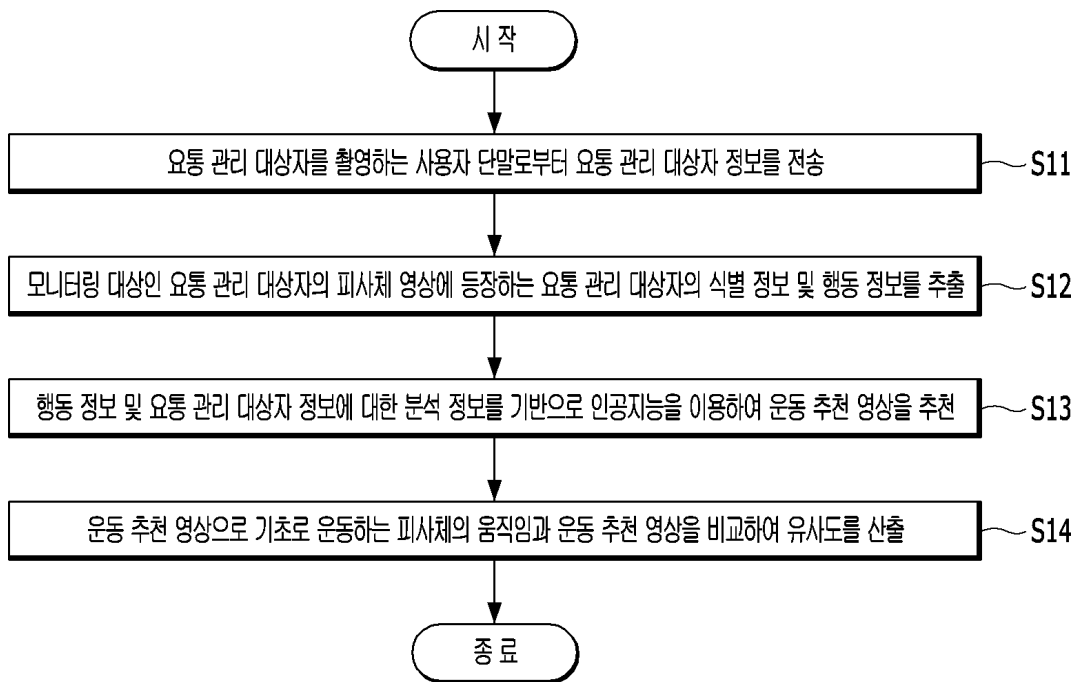 시 작
요통 관리 대상자를 촬영하는 사용자 단말로부터 요통 관리 대상자 정보를 전송
S11
모니터링 대상인 요통 관리 대상자의 피사체 영상에 등장하는 요통 관리 대상자의 식별 정보 및 행동 정보를 추출
S12
행동 정보 및 요통 관리 대상자 정보에 대한 분석 정보를 기반으로 인공지능을 이용하여 운동 추천 영상을 추천
S13
운동 추천 영상으로 기초로 운동하는 피사체의 움직임과 운동 추천 영상을 비교하여 유사도를 산출
S14
종 료